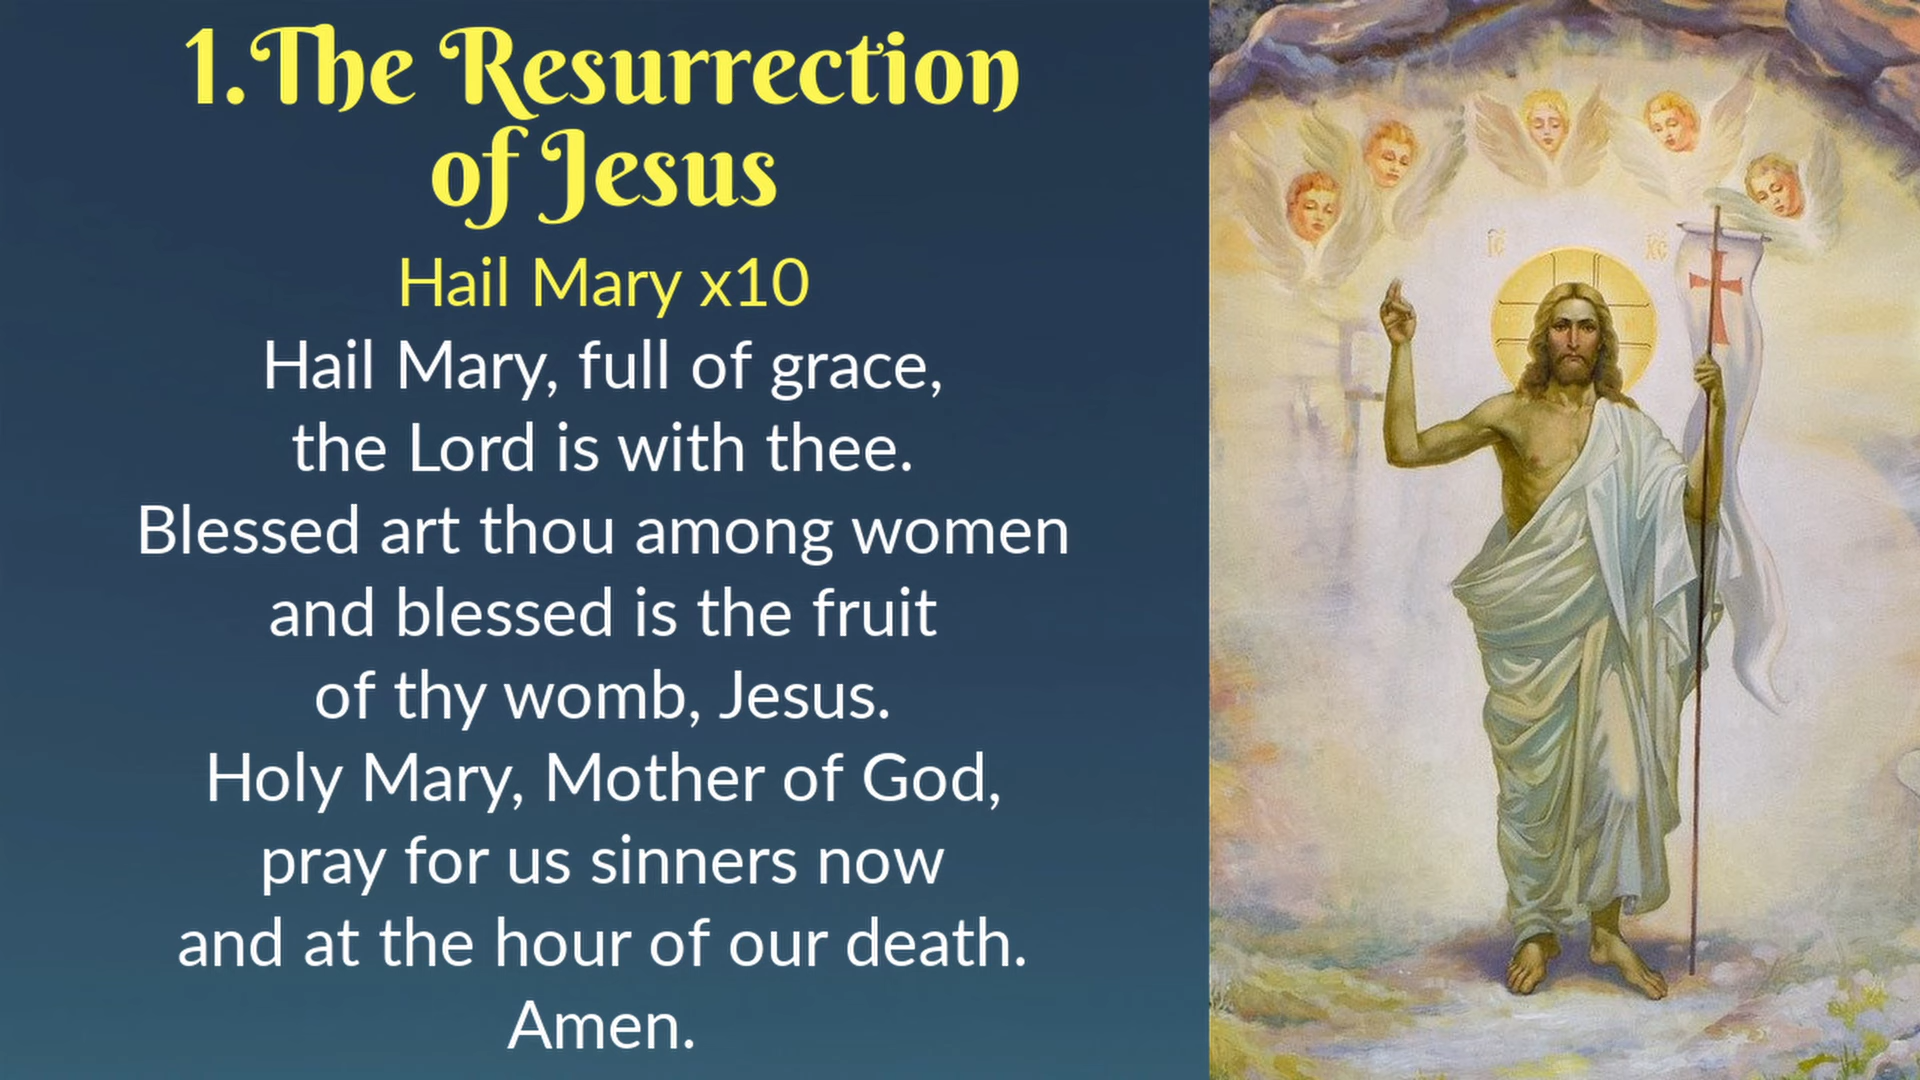 1.The Resurrection
of Jesus
Hail Mary x10
Hail Mary, full of grace,
the Lord is with thee.
Blessed art thou among women
and blessed is the fruit
of thy womb, Jesus.
Holy Mary, Mother of God,
pray for us sinners now
and at the hour of our death.
Amen.
IC XC